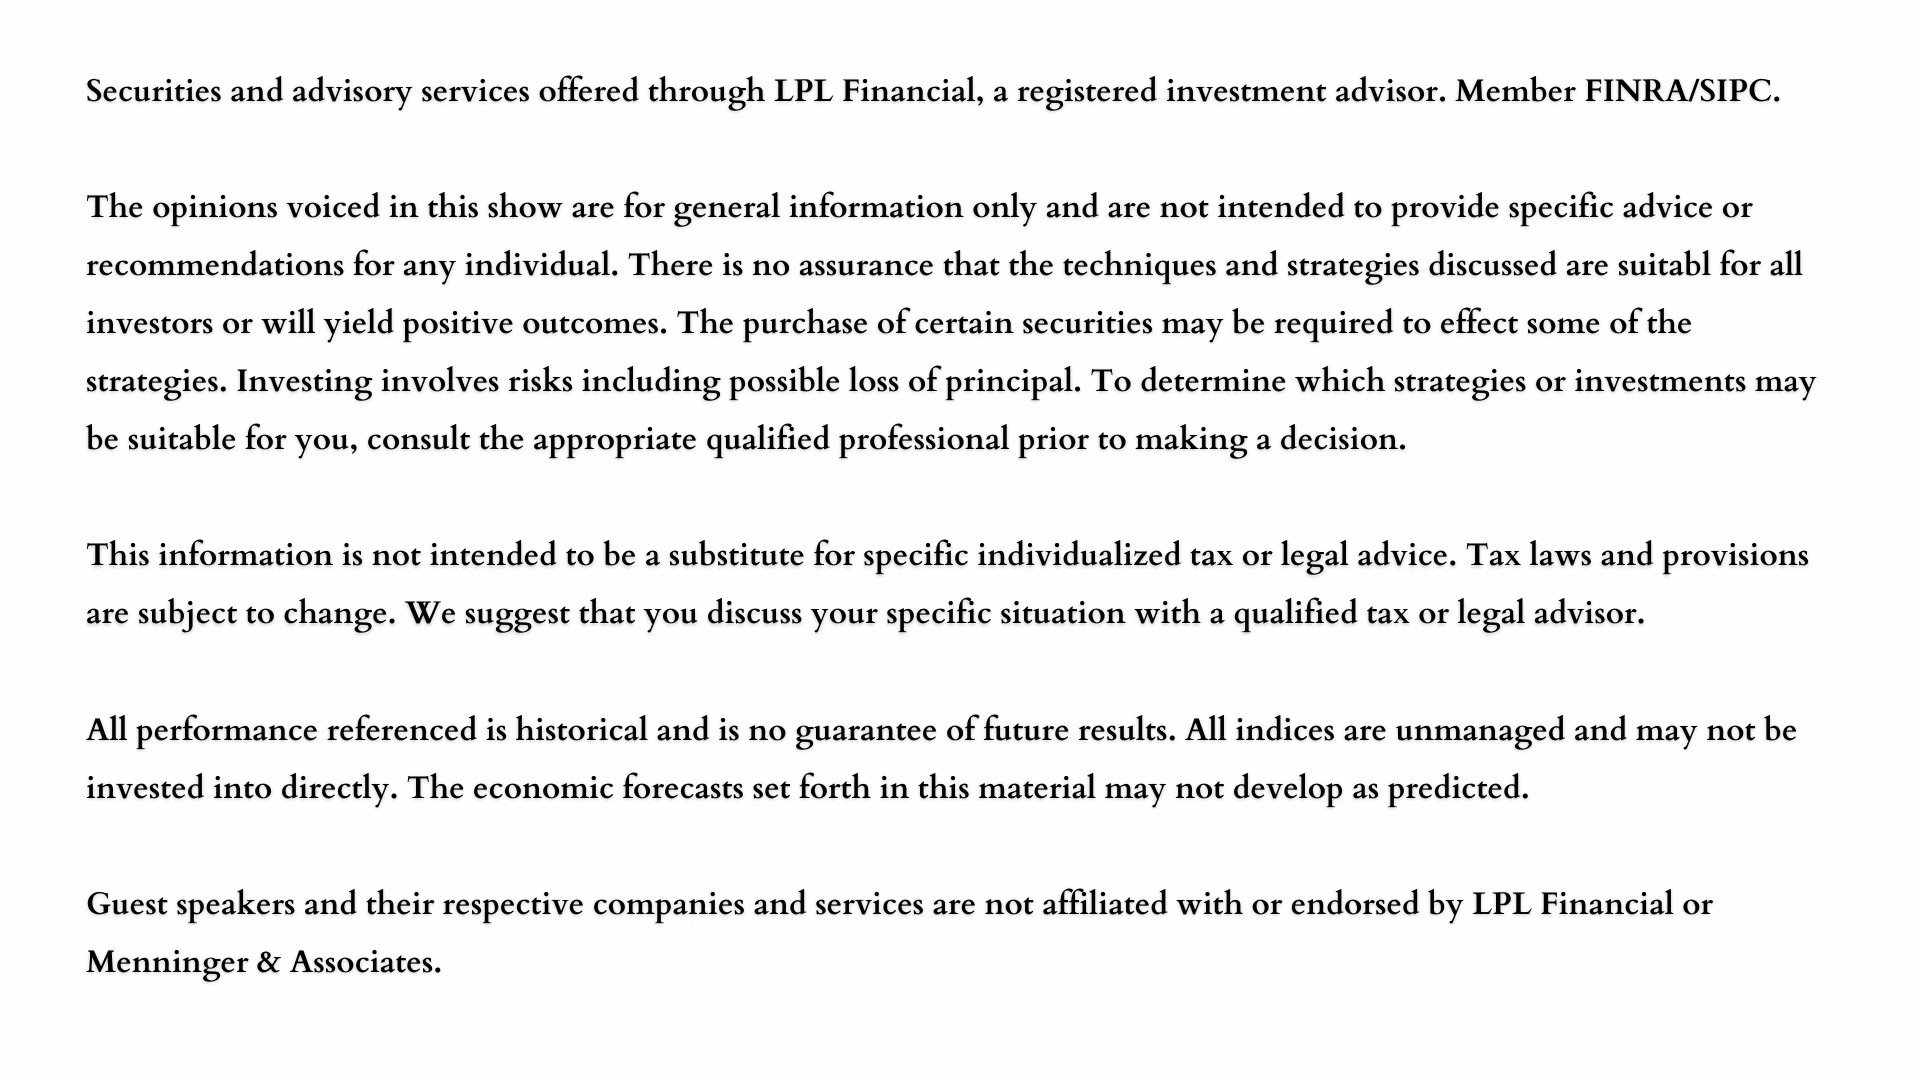 Securities and advisory services offered through LPL Financial, a registered investment advisor. Member FINRA/SIPC.
The opinions voiced in this show are for general information only and are not intended to provide specific advice or
recommendations for any individual. There is no assurance that the techniques and strategies discussed are suitabl for all
investors or will yield positive outcomes. The purchase of certain securities may be required to effect some of the
strategies. Investing involves risks including possible loss of principal. To determine which strategies or investments may
be suitable for you, consult the appropriate qualified professional prior to making a decision.
This information is not intended to be a substitute for specific individualized tax or legal advice. Tax laws and provisions
are subject to change. We suggest that you discuss your specific situation with a qualified tax or legal advisor.
All performance referenced is historical and is no guarantee of future results. All indices are unmanaged and may not be
invested into directly. The economic forecasts set forth in this material may not develop as predicted.
Guest speakers and their respective companies and services are not affiliated with or endorsed by LPL Financial or
Menninger & Associates.